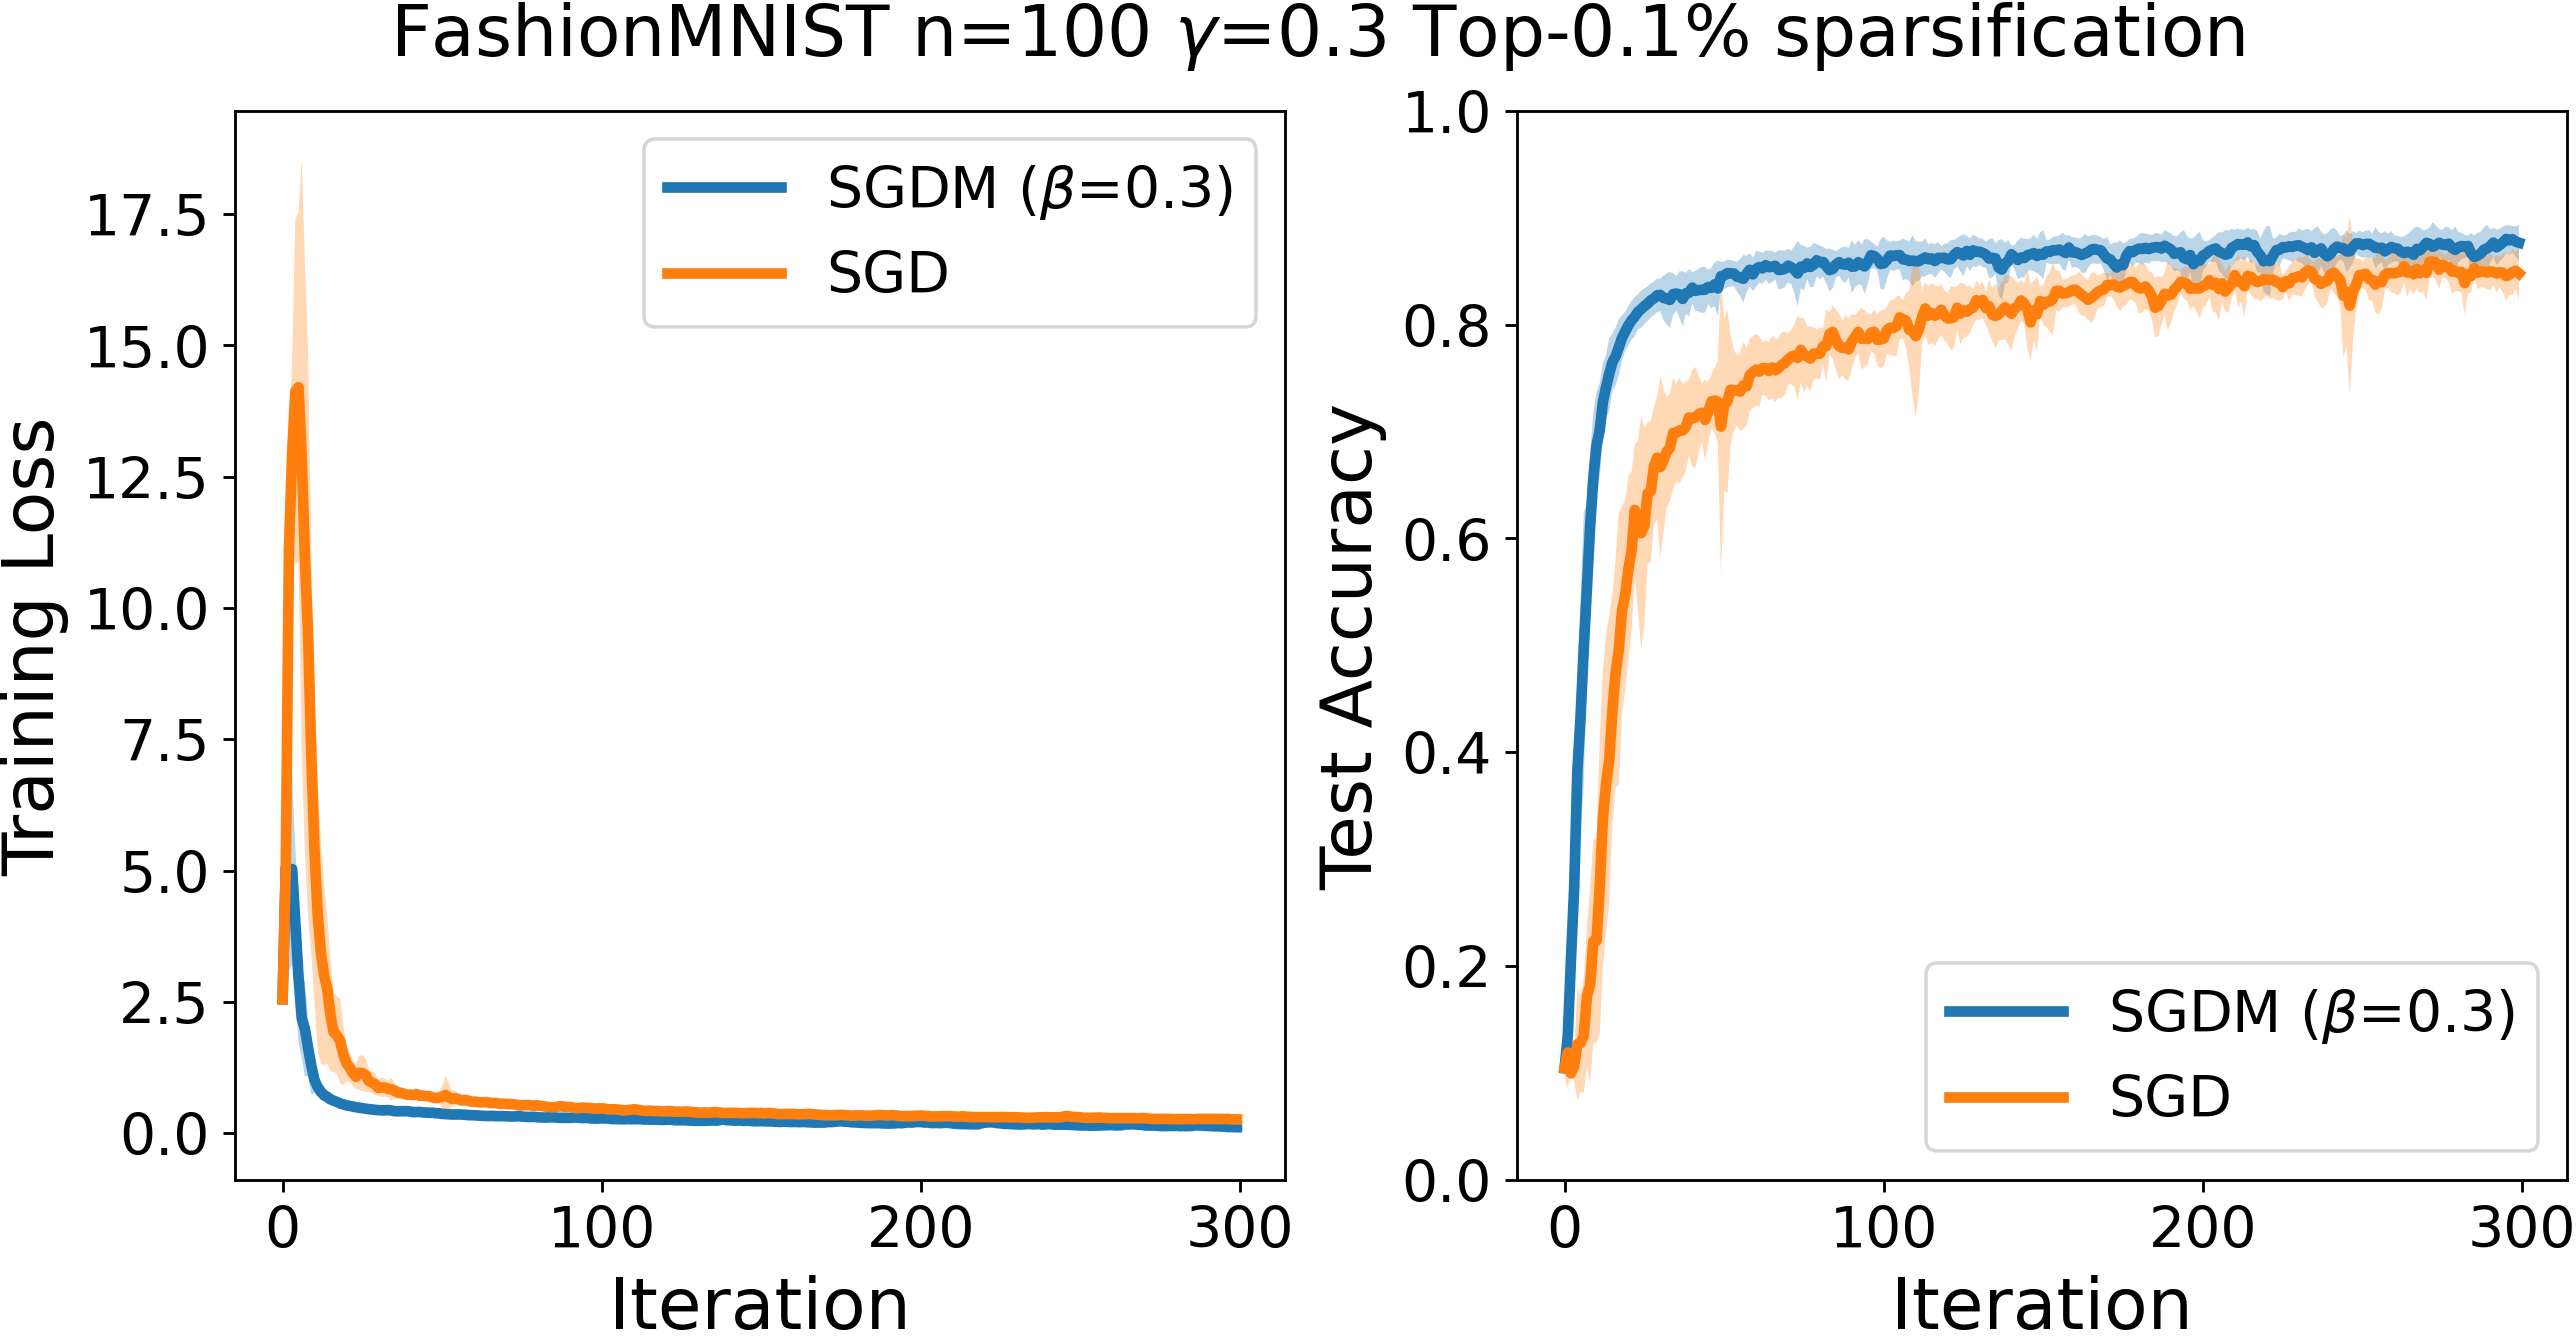 FashionMNIST n=100 γ=0.3 Top-0.1% sparsification
Training Loss
17.5
15.0
12.5
10.0
7.5
5.0
2.5
0.0
0
100
200
300
Iteration
SGDM (β=0.3)
SGD
Test Accuracy
1.0
0.8
0.6
0.4
0.2
0.0
0
100
200
300
Iteration
SGDM (β=0.3)
SGD